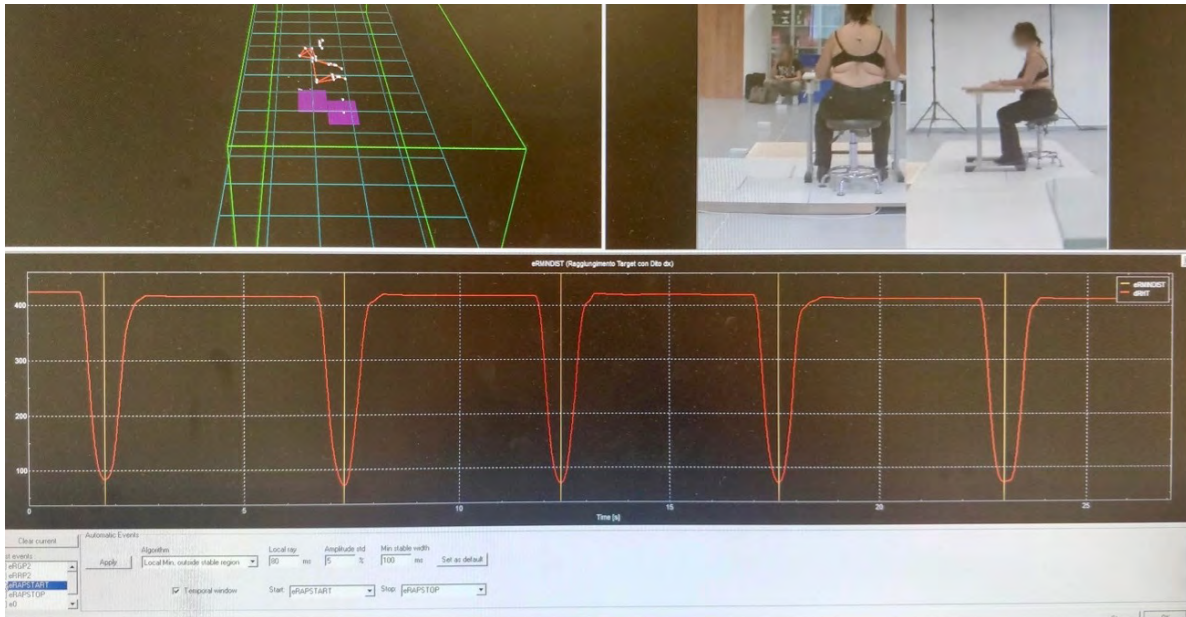 eRMINDIST (Raggiungimento Target con Dito dx)
eRMINDIST
dRHT
400
300
200
100
0
5
10
15
20
25
Time [s]
Clear current
Automatic Events
st events
eRGP2
eRRP2
eRAPSTART
eRAPSTOP
e0
Apply
Algorithm
Local Min. outside stable region
Local ray
80 ms
Amplitude std
5 %
Min stable width
100 ms
Set as default
Temporal window
Start eRAPSTART
Stop eRAPSTOP